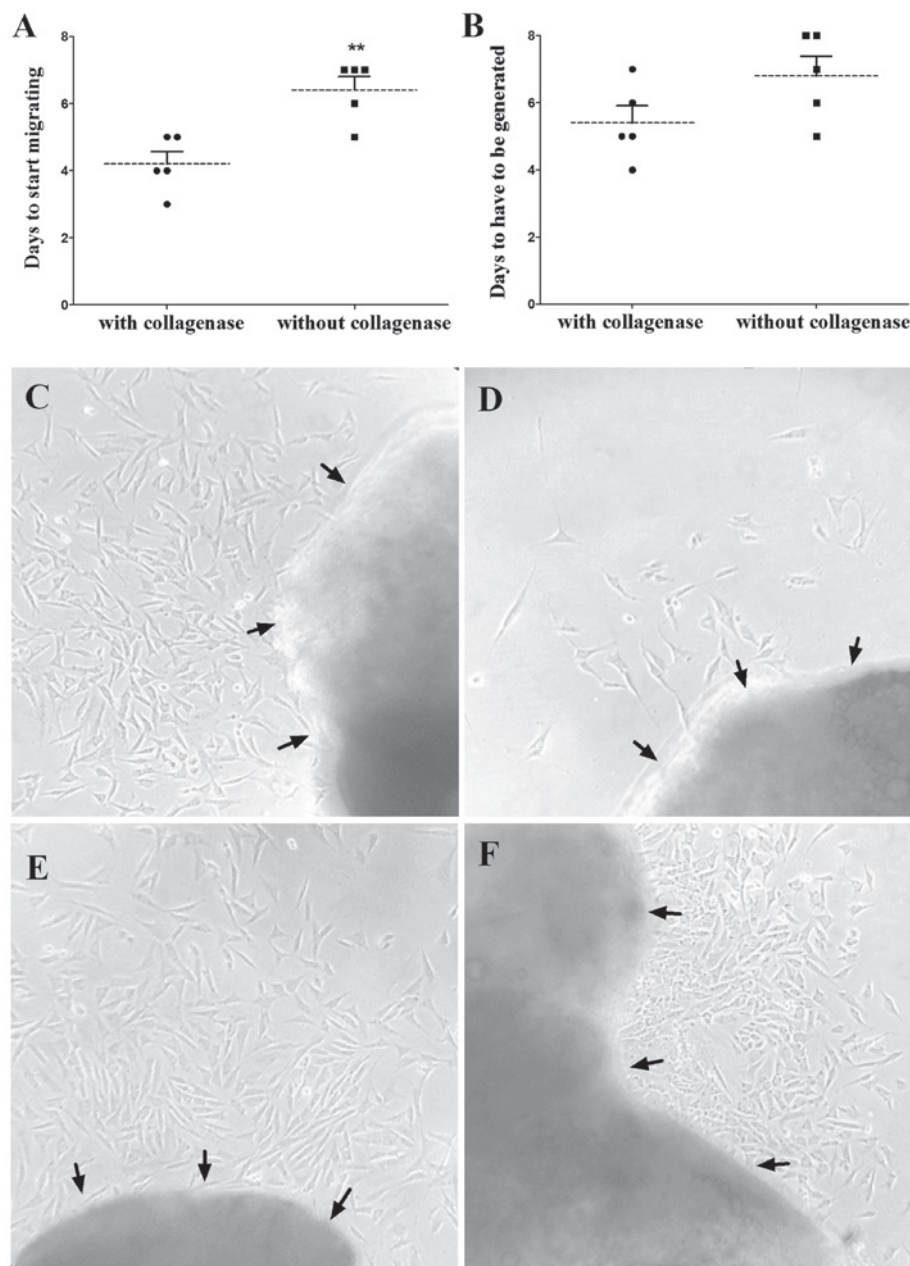 A
Days to start migrating
8
6
4
2
0
**
with collagenase
without collagenase
B
Days to have to be generated
8
6
4
2
0
with collagenase
without collagenase
C
D
E
F